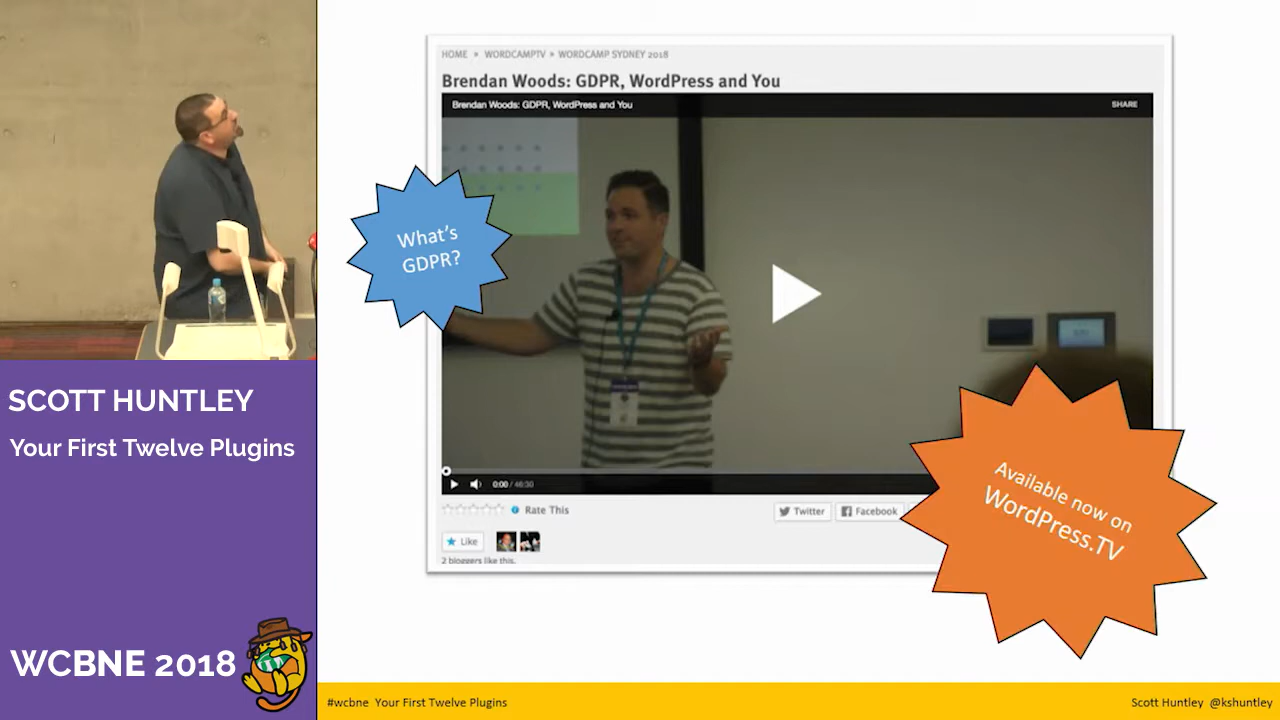 HOME » WORDCAMPTV » WORDCAMP SYDNEY 2018
Brendan Woods: GDPR, WordPress and You
Brendan Woods: GDPR, WordPress and You
SHARE
What's
GDPR?
0:00 / 46:30
Rate This
Twitter
Facebook
Like
2 bloggers like this.
Available now on
WordPress.TV
SCOTT HUNTLEY
Your First Twelve Plugins
WCBNE 2018
#wcbne Your First Twelve Plugins
Scott Huntley @kshuntley